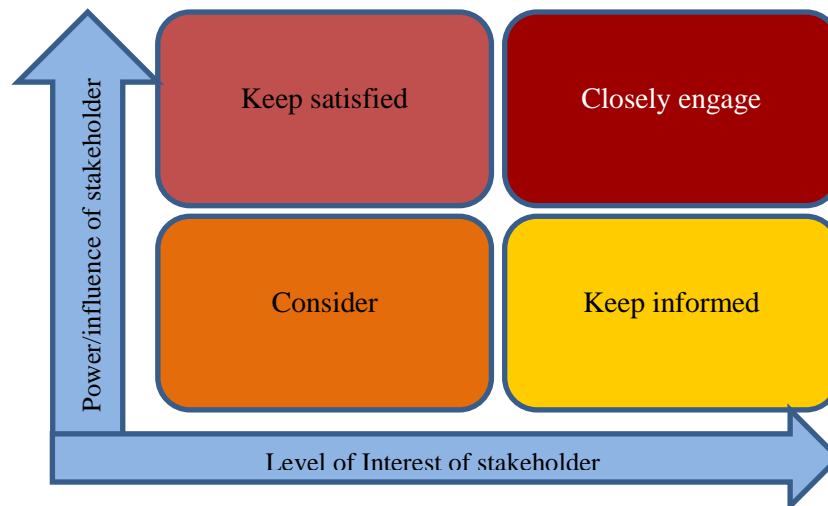 Power/influence of stakeholder
Keep satisfied
Closely engage
Consider
Keep informed
Level of Interest of stakeholder